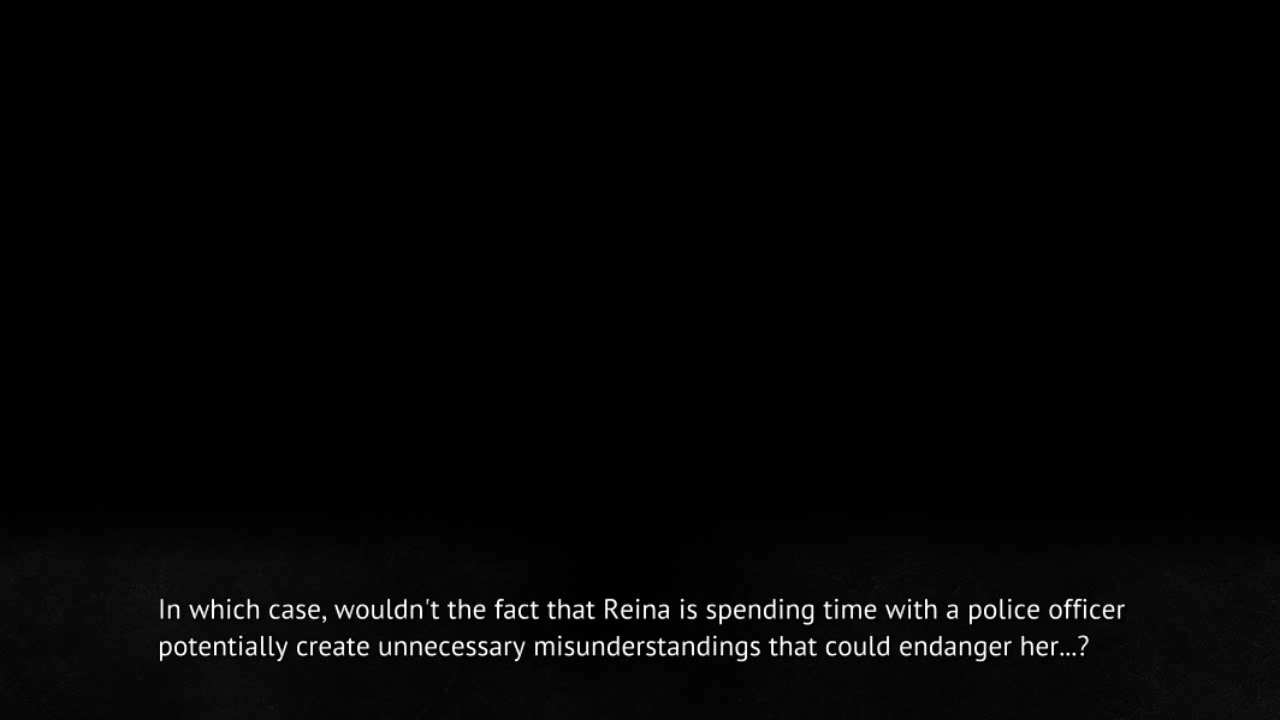 In which case, wouldn't the fact that Reina is spending time with a police officer
potentially create unnecessary misunderstandings that could endanger her...?